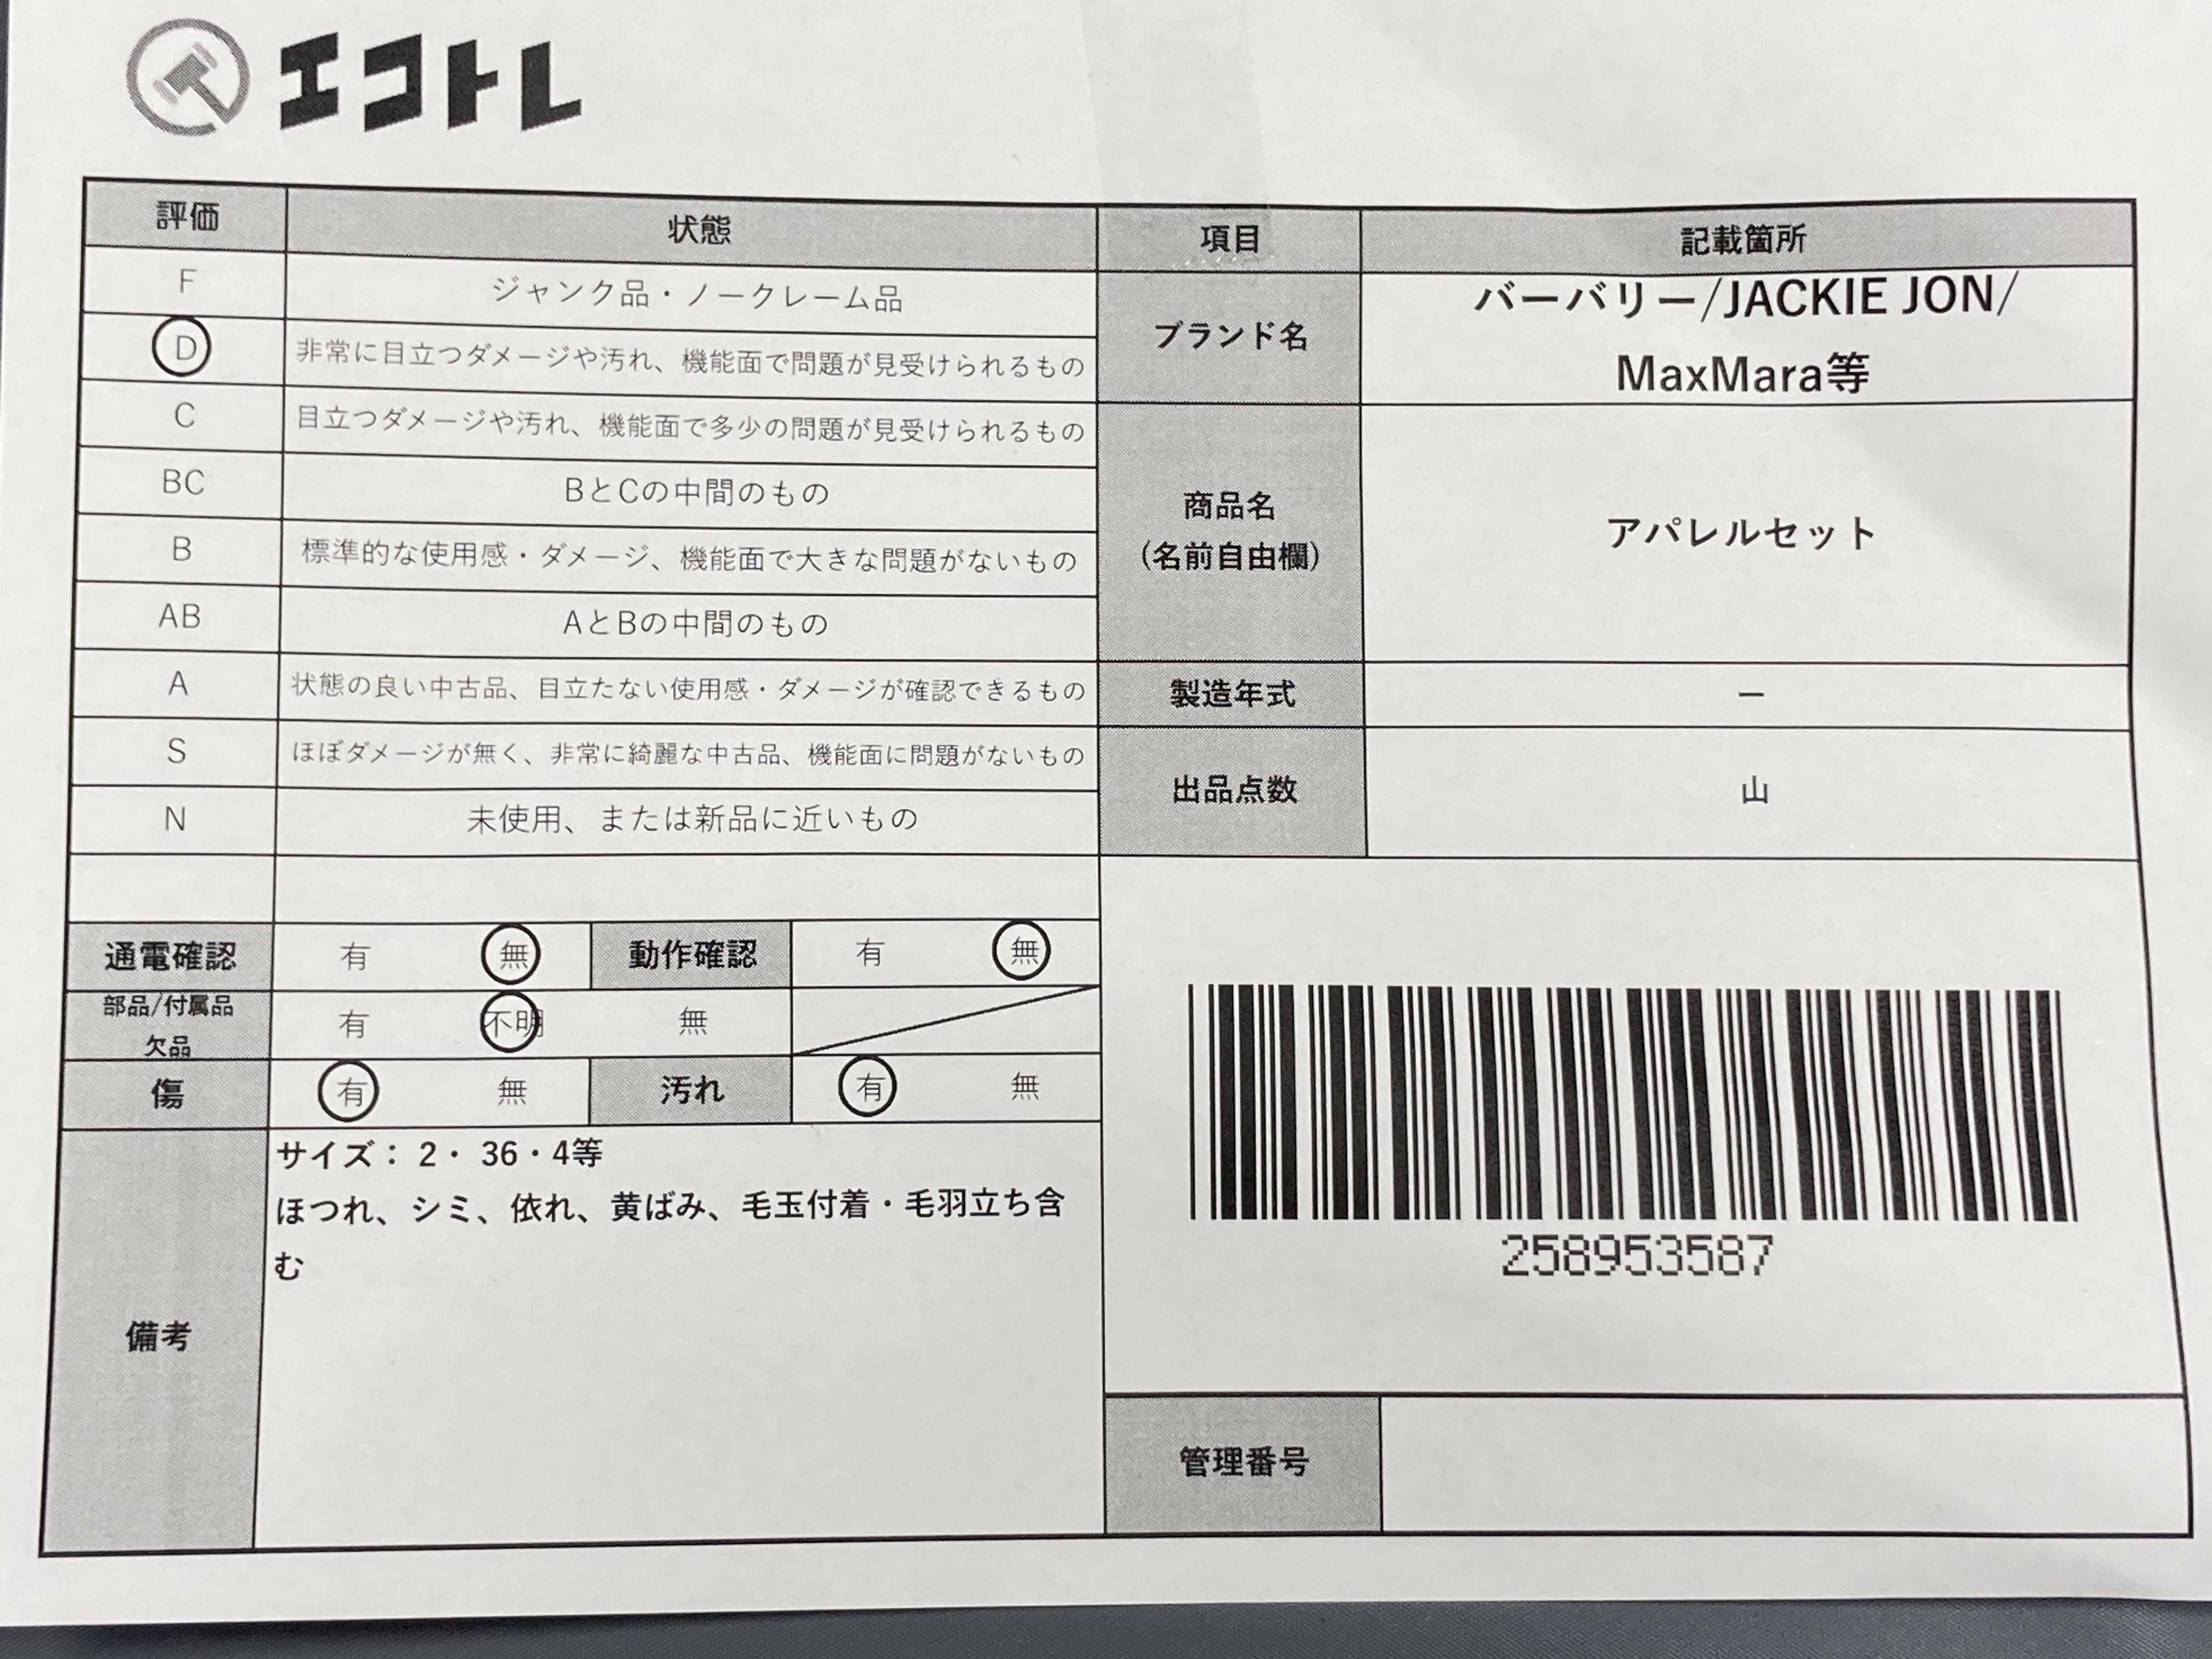 エコトレ
評価 状態
F ジャンク品・ノークレーム品
D 非常に目立つダメージや汚れ、機能面で問題が見受けられるもの
C 目立つダメージや汚れ、機能面で多少の問題が見受けられるもの
BC BとCの中間のもの
B 標準的な使用感・ダメージ、機能面で大きな問題がないもの
AB AとBの中間のもの
A 状態の良い中古品、目立たない使用感・ダメージが確認できるもの
S ほぼダメージが無く、非常に綺麗な中古品、機能面に問題がないもの
N 未使用、または新品に近いもの
通電確認 有 無 動作確認 有 無
部品/付属品
欠品 有 不明 無
傷 有 無 汚れ 有 無
備考
サイズ： 2・ 36・4等
ほつれ、シミ、依れ、黄ばみ、毛玉付着・毛羽立ち含
む
項目 記載箇所
ブランド名
バーバリー/JACKIE JON/
MaxMara等
商品名
(名前自由欄)
アパレルセット
製造年式 ー
出品点数 山
258953587
管理番号